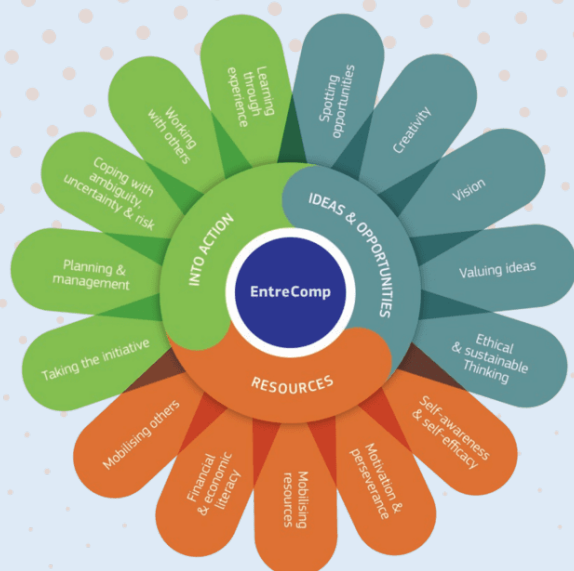 EntreComp
IDEAS & OPPORTUNITIES
Spotting
opportunities
Creativity
Vision
Valuing ideas
Ethical
& sustainable
Thinking
RESOURCES
Self-awareness
& self-efficacy
Motivation &
perseverance
Mobilising
resources
Financial
& economic
literacy
Mobilising others
INTO ACTION
Taking the initiative
Planning &
management
Coping with
ambiguity,
uncertainty & risk
Working
with others
Learning
through
experience